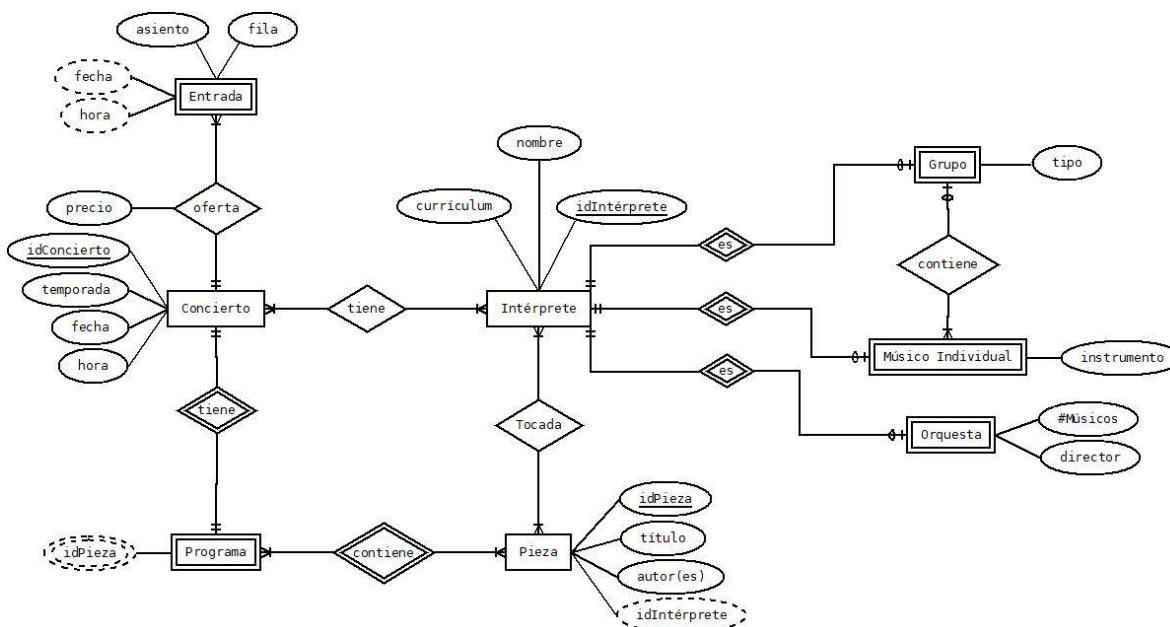 asiento
fila
fecha
Entrada
hora
nombre
Grupo
tipo
precio
oferta
currículum
idIntérprete
es
contiene
idConcierto
temporada
Concierto
tiene
Intérprete
es
fecha
hora
Músico Individual
instrumento
es
tiene
Tocada
#Músicos
Orquesta
director
idPieza
título
idPieza
Programa
contiene
Pieza
autor(es)
idIntérprete